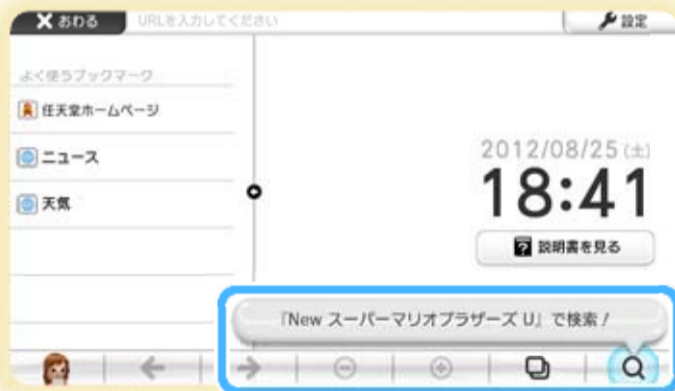 おわる
URLを入力してください
設定
よく使うブックマーク
任天堂ホームページ
ニュース
天気
2012/08/25(土)
18:41
? 説明書を見る
『New スーパーマリオブラザーズ U』で検索!